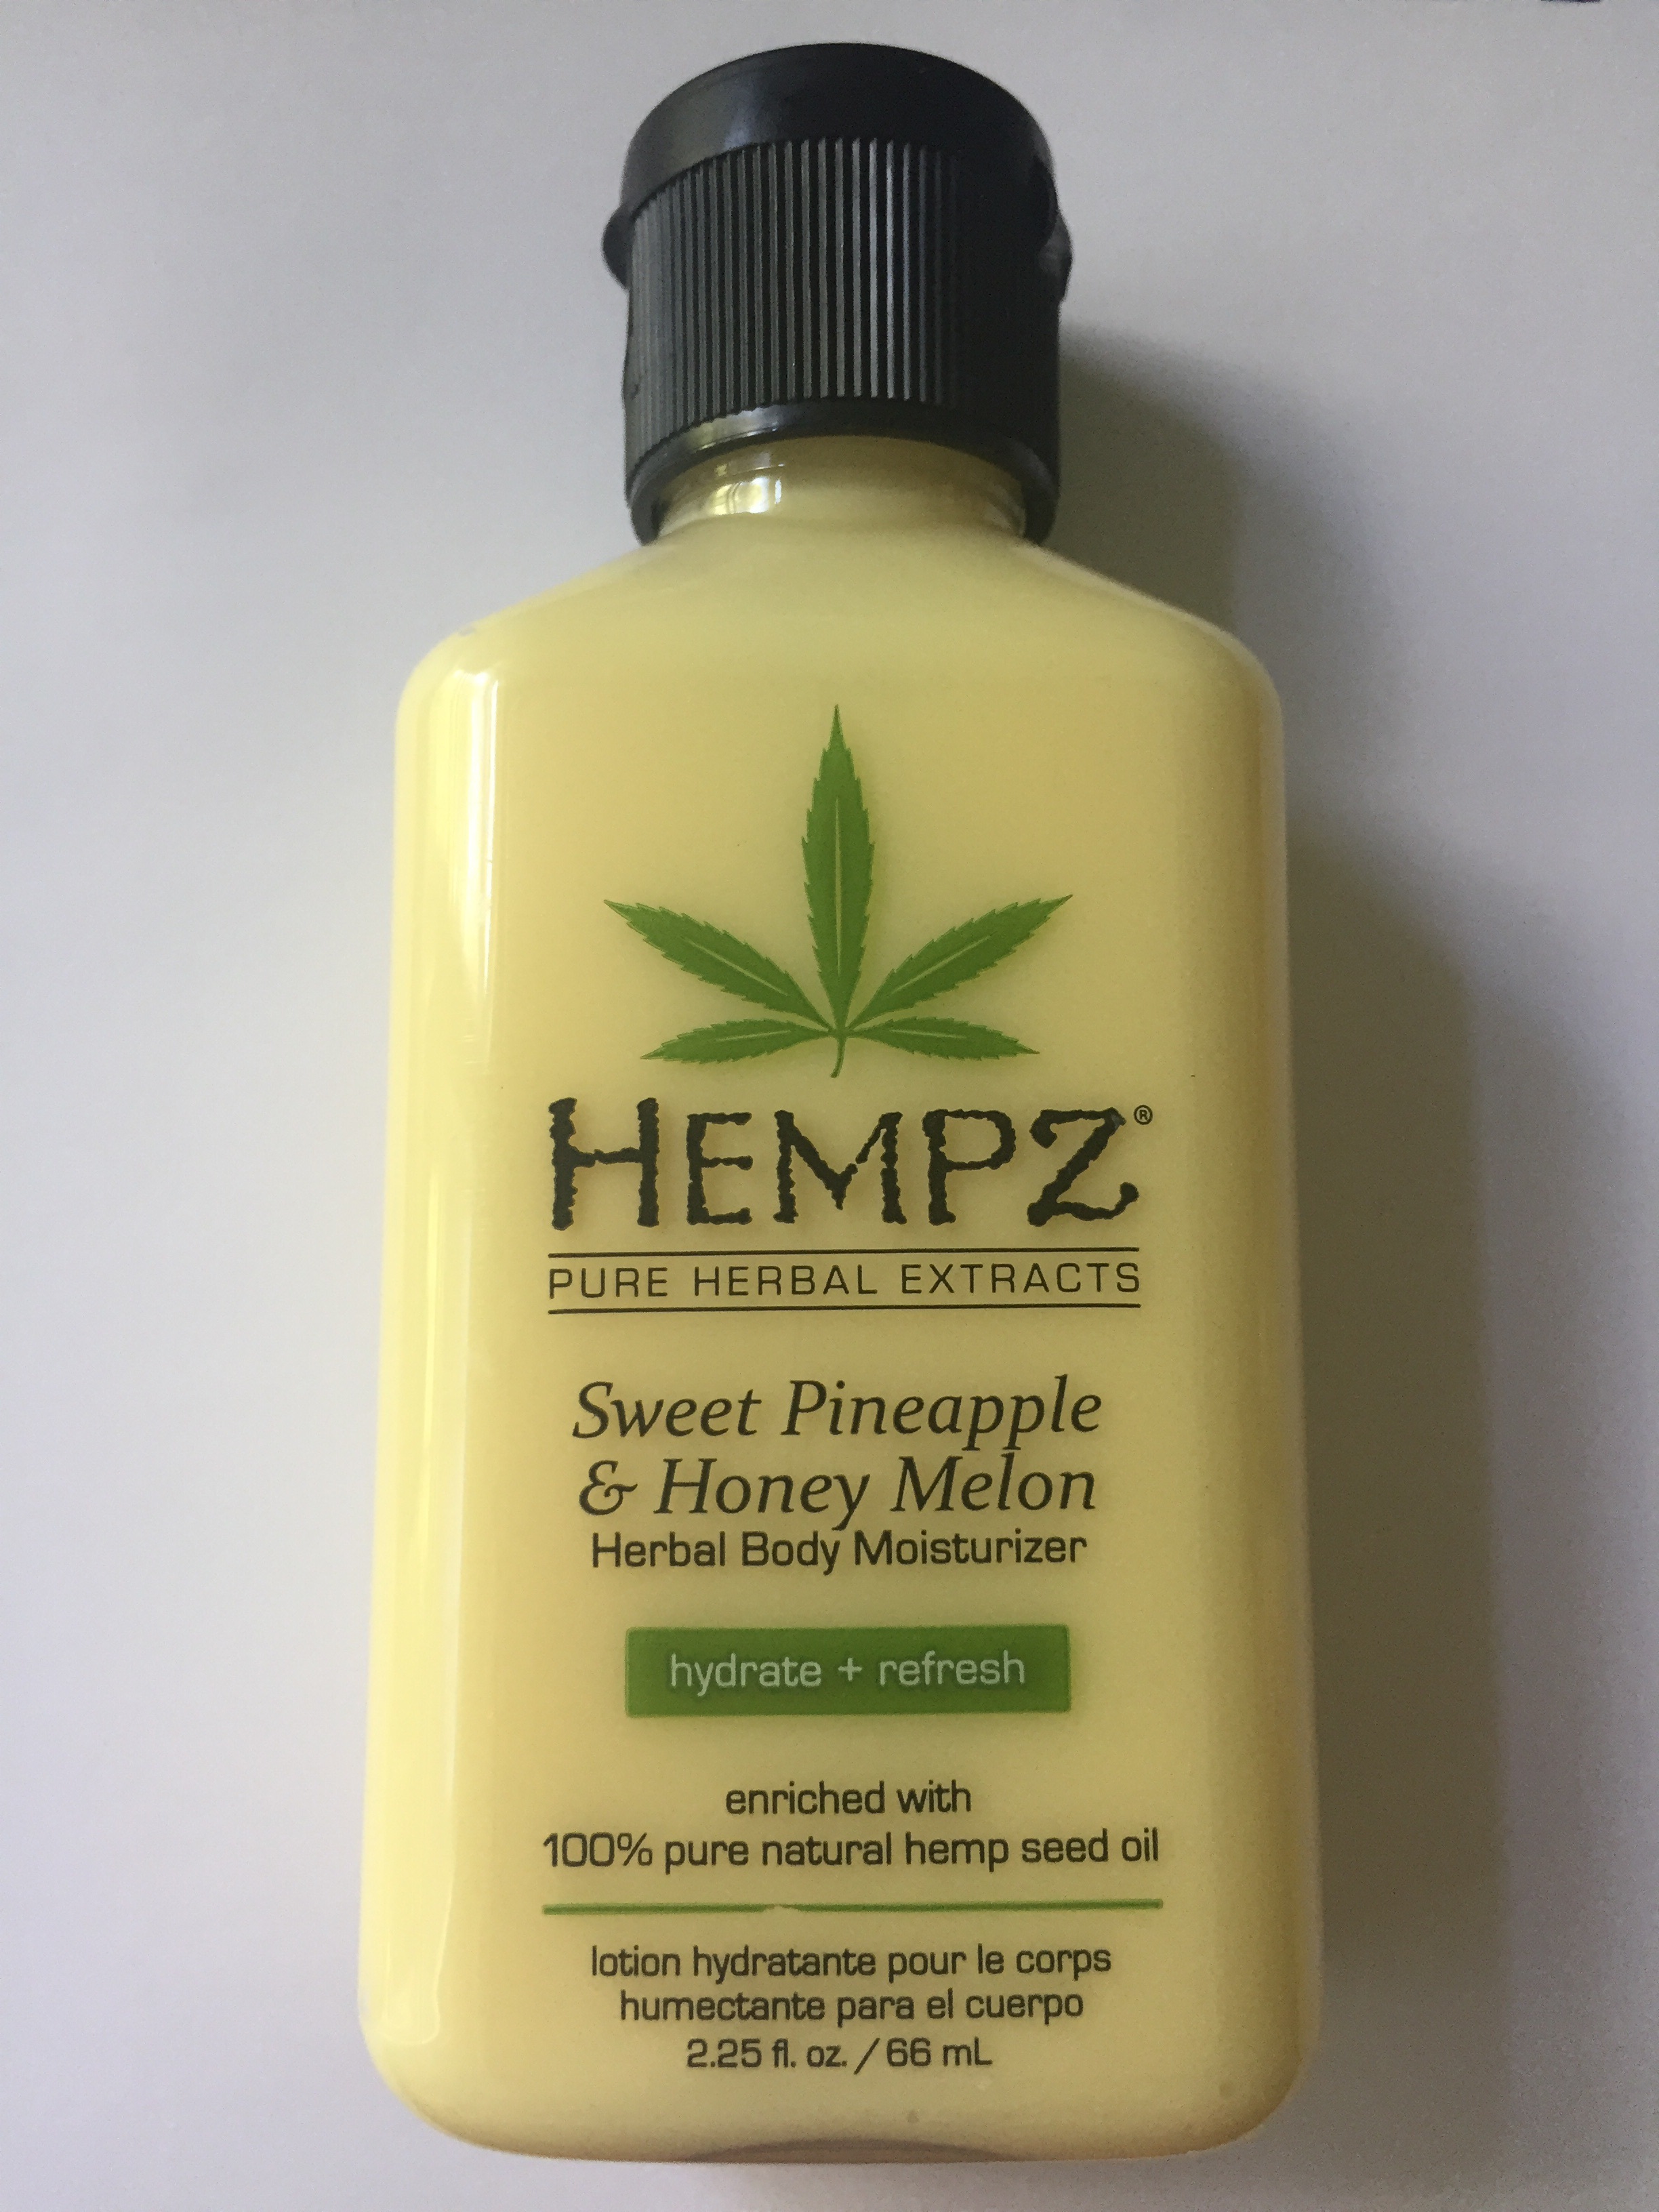 HEMPZ®
PURE HERBAL EXTRACTS
Sweet Pineapple
& Honey Melon
Herbal Body Moisturizer
hydrate + refresh
enriched with
100% pure natural hemp seed oil
lotion hydratante pour le corps
humectante para el cuerpo
2.25 fl. oz. / 66 mL